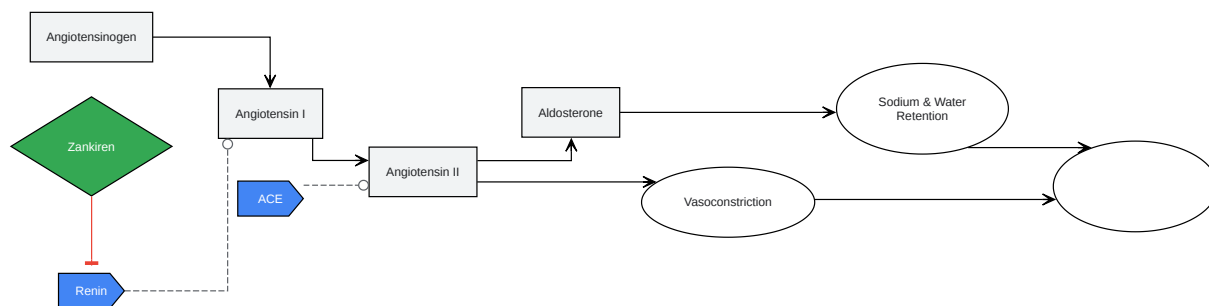 Angiotensinogen
Angiotensin I
Zankiren
Aldosterone
Sodium & Water
Retention
Angiotensin II
ACE
Vasoconstriction
Renin